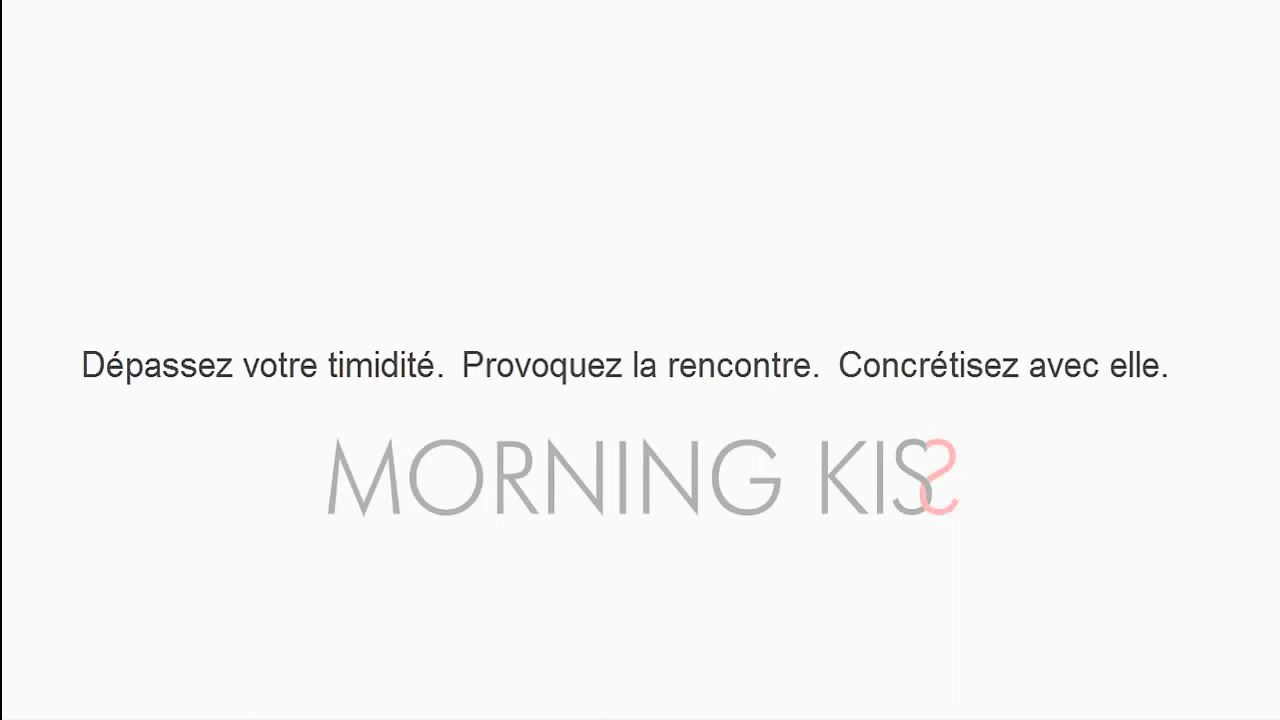 Dépassez votre timidité. Provoquez la rencontre. Concrétisez avec elle.
MORNING KISS